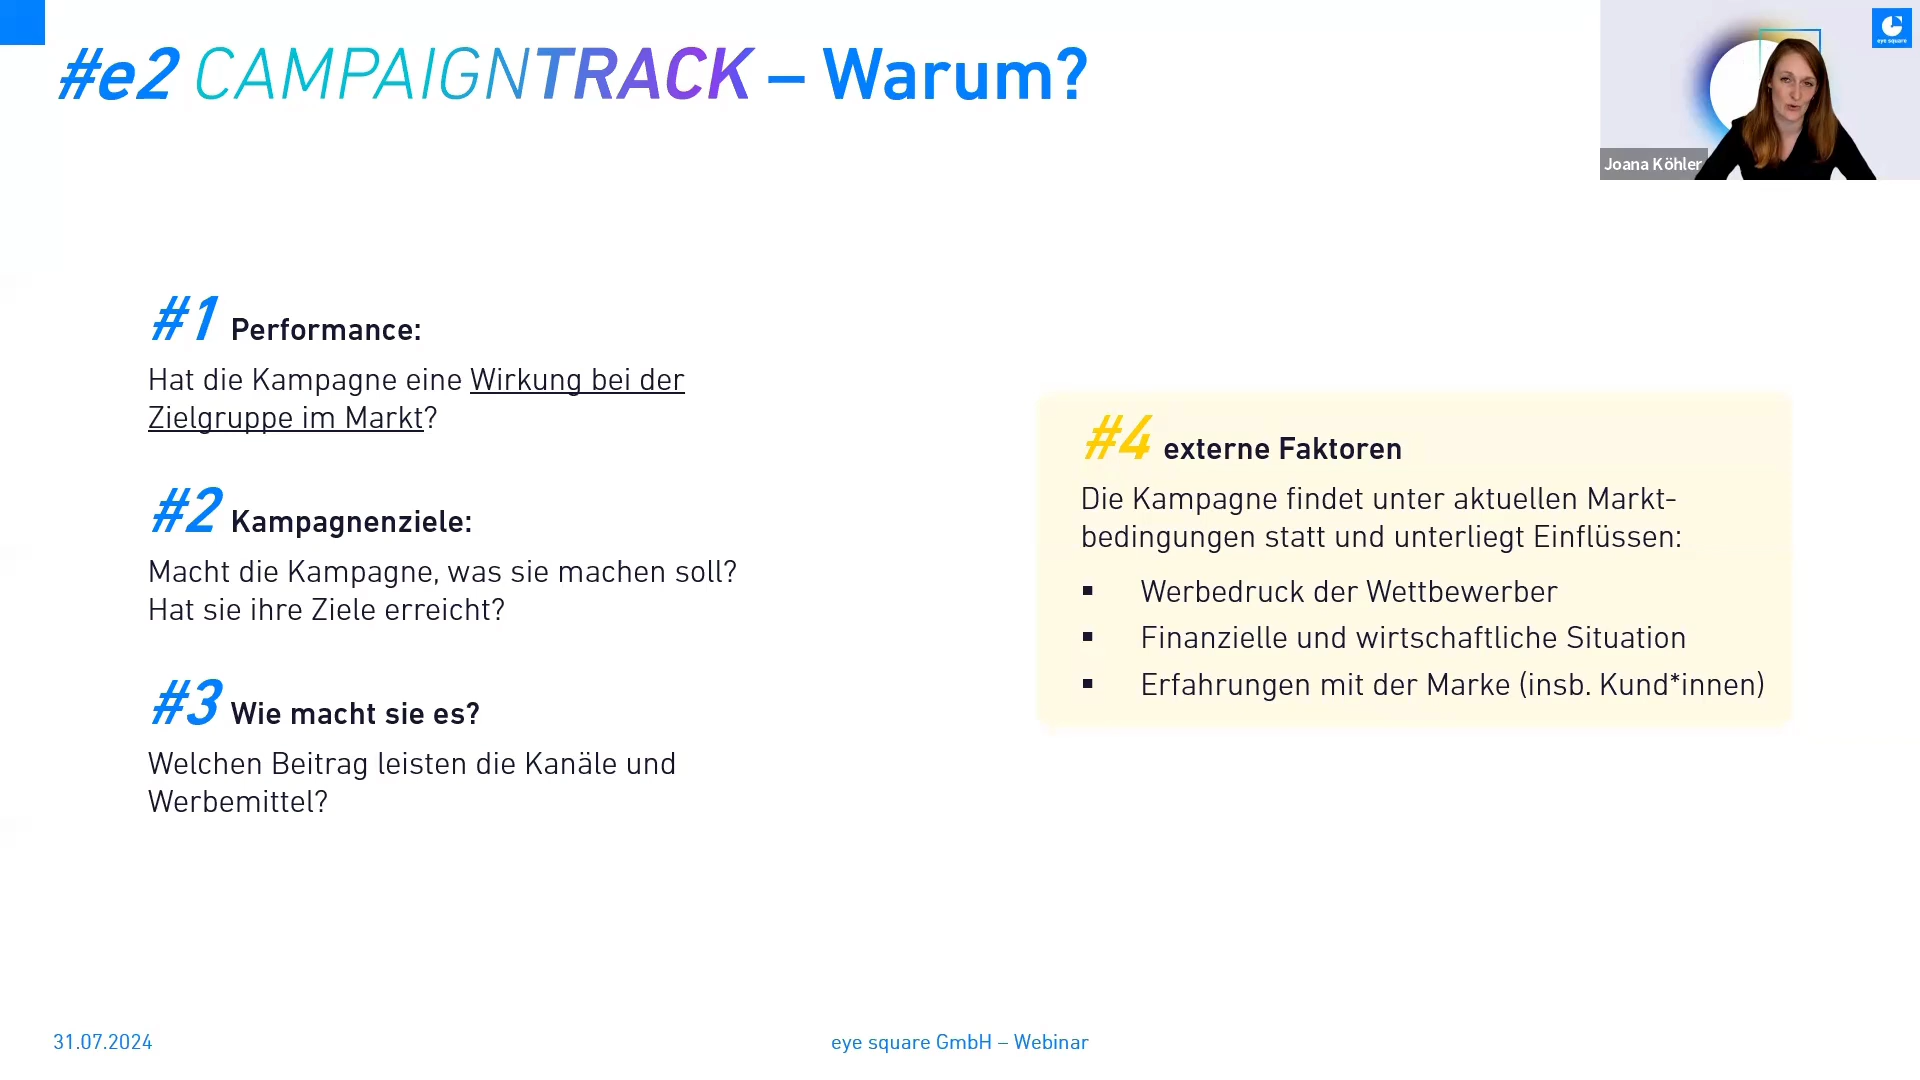 #e2 CAMPAIGNTRACK – Warum?
eye square
Joana Köhler
#1 Performance:
Hat die Kampagne eine Wirkung bei der
Zielgruppe im Markt?
#2 Kampagnenziele:
Macht die Kampagne, was sie machen soll?
Hat sie ihre Ziele erreicht?
#3 Wie macht sie es?
Welchen Beitrag leisten die Kanäle und
Werbemittel?
#4 externe Faktoren
Die Kampagne findet unter aktuellen Markt-
bedingungen statt und unterliegt Einflüssen:
▪ Werbedruck der Wettbewerber
▪ Finanzielle und wirtschaftliche Situation
▪ Erfahrungen mit der Marke (insb. Kund*innen)
31.07.2024
eye square GmbH – Webinar